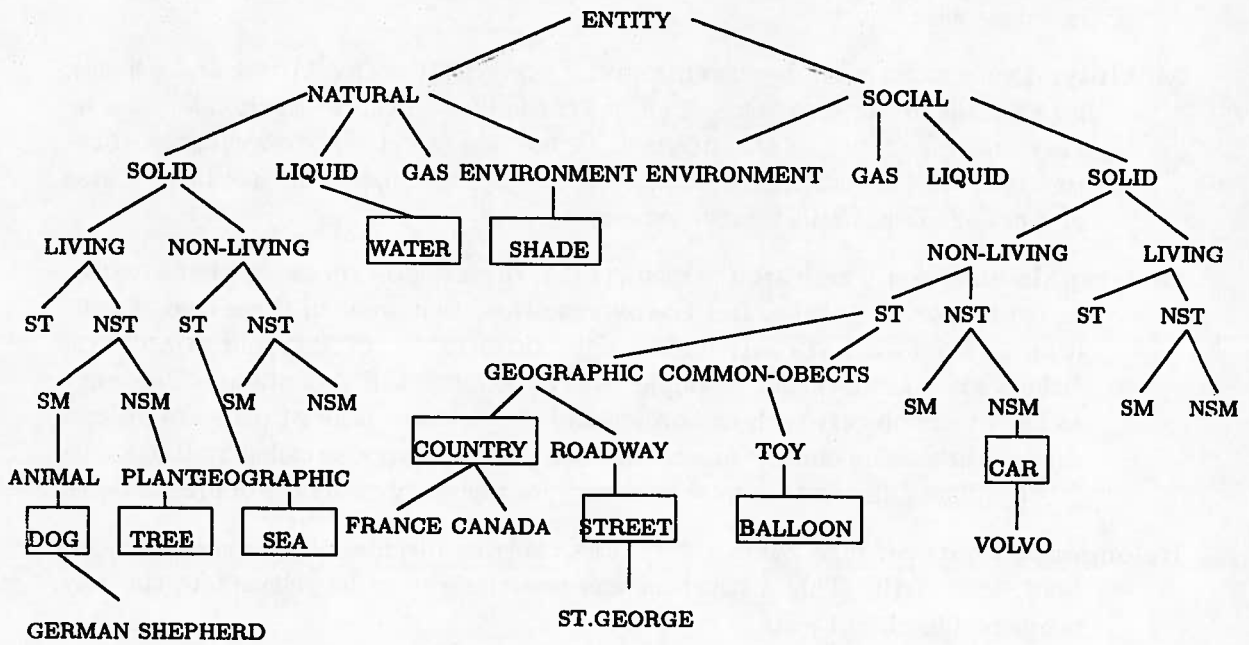 ENTITY
NATURAL SOCIAL
SOLID LIQUID GAS ENVIRONMENT ENVIRONMENT GAS LIQUID SOLID
LIVING NON-LIVING WATER SHADE NON-LIVING LIVING
ST NST ST NST ST NST ST NST
GEOGRAPHIC COMMON-OBECTS
SM NSM SM NSM SM NSM SM NSM
COUNTRY ROADWAY TOY CAR
ANIMAL PLANT GEOGRAPHIC
FRANCE CANADA STREET BALLOON
DOG TREE SEA VOLVO
ST.GEORGE
GERMAN SHEPHERD